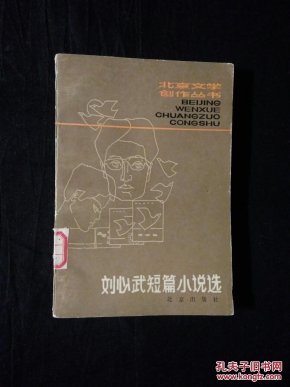 北京文学
创作丛书
BEIJING
WENXUE
CHUANGZUO
CONGSHU
刘心武短篇小说选
北京出版社
孔夫子旧书网